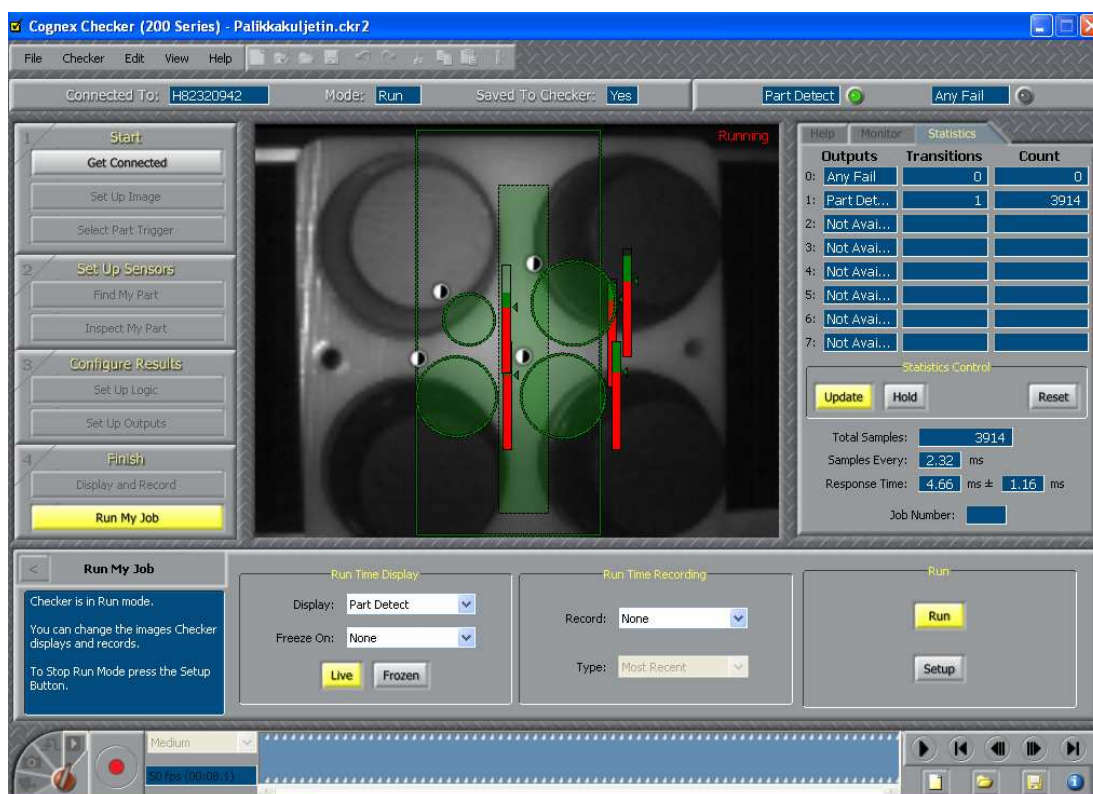 Cognex Checker (200 Series) - Palikkakuljetin.ckr2
File Checker Edit View Help
Connected To: H82320942 Mode: Run Saved To Checker: Yes Part Detect Any Fail
1 Start
Get Connected
Set Up Image
Select Part Trigger
2 Set Up Sensors
Find My Part
Inspect My Part
3 Configure Results
Set Up Logic
Set Up Outputs
4 Finish
Display and Record
Run My Job
Running
Help Monitor Statistics
Outputs Transitions Count
0: Any Fail 0 0
1: Part Det... 1 3914
2: Not Avai...
3: Not Avai...
4: Not Avai...
5: Not Avai...
6: Not Avai...
7: Not Avai...
Statistics Control
Update Hold Reset
Total Samples: 3914
Samples Every: 2.32 ms
Response Time: 4.66 ms ± 1.16 ms
Job Number:
< Run My Job
Checker is in Run mode.
You can change the images Checker
displays and records.
To Stop Run Mode press the Setup
Button.
Run Time Display
Display: Part Detect
Freeze On: None
Live Frozen
Run Time Recording
Record: None
Type: Most Recent
Run
Run
Setup
Medium
50 fps (00:08.1)